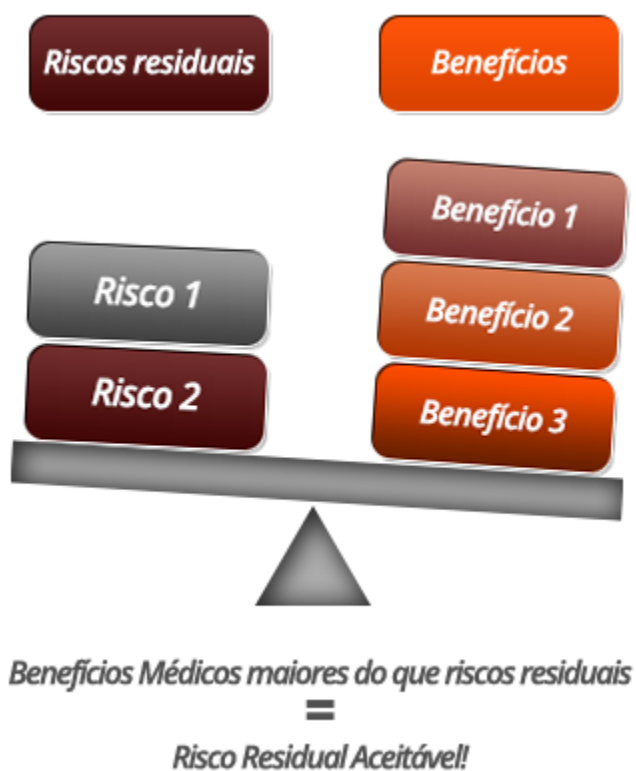 Riscos residuais
Benefícios
Benefício 1
Risco 1
Benefício 2
Risco 2
Benefício 3
Benefícios Médicos maiores do que riscos residuais
=
Risco Residual Aceitável!